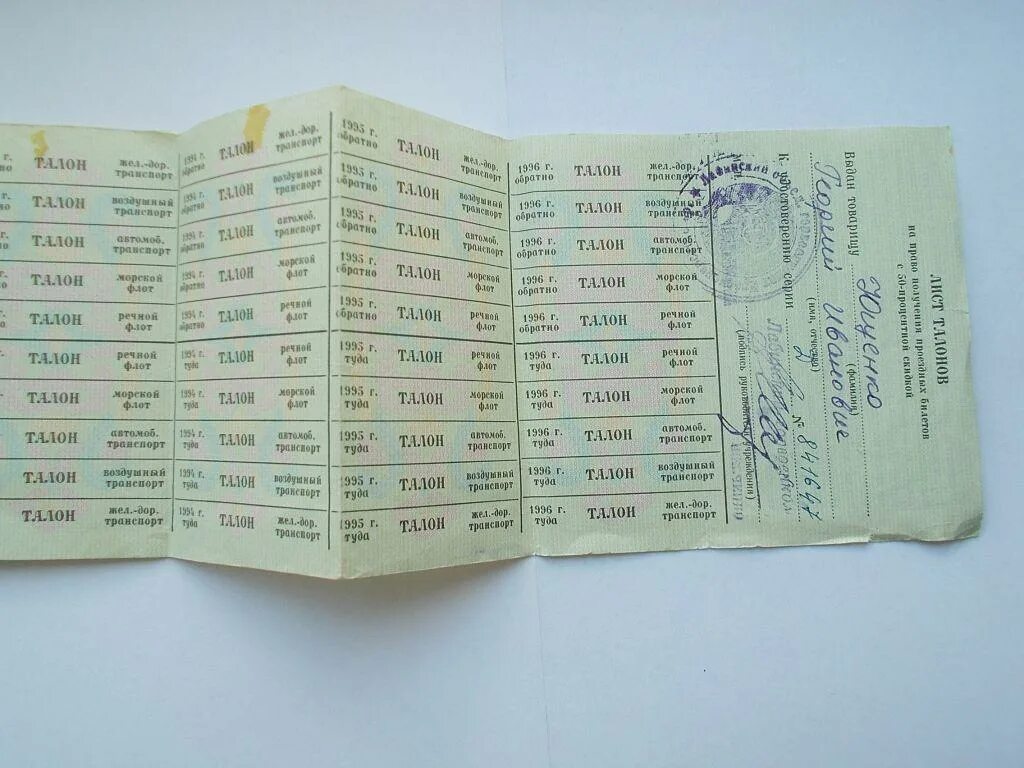 ЛИСТ ТАЛОНОВ
на право получения проездных билетов
с 50-процентной скидкой
Выдан товарищу Ющенко
(фамилия)
Георгий Иванович
(имя, отчество)
К удостоверению серии Д № 841647
ТАЛОН жел.-дор. транспорт
ТАЛОН воздушный транспорт
ТАЛОН автомоб. транспорт
ТАЛОН морской флот
ТАЛОН речной флот
ТАЛОН речной флот
ТАЛОН морской флот
ТАЛОН автомоб. транспорт
ТАЛОН воздушный транспорт
ТАЛОН жел.-дор. транспорт
1994 г. обратно ТАЛОН жел.-дор. транспорт
1994 г. обратно ТАЛОН воздушный транспорт
1994 г. обратно ТАЛОН автомоб. транспорт
1994 г. обратно ТАЛОН морской флот
1994 г. обратно ТАЛОН речной флот
1994 г. туда ТАЛОН речной флот
1994 г. туда ТАЛОН морской флот
1994 г. туда ТАЛОН автомоб. транспорт
1994 г. туда ТАЛОН воздушный транспорт
1994 г. туда ТАЛОН жел.-дор. транспорт
1995 г. обратно ТАЛОН жел.-дор. транспорт
1995 г. обратно ТАЛОН воздушный транспорт
1995 г. обратно ТАЛОН автомоб. транспорт
1995 г. обратно ТАЛОН морской флот
1995 г. обратно ТАЛОН речной флот
1995 г. туда ТАЛОН речной флот
1995 г. туда ТАЛОН морской флот
1995 г. туда ТАЛОН автомоб. транспорт
1995 г. туда ТАЛОН воздушный транспорт
1995 г. туда ТАЛОН жел.-дор. транспорт
1996 г. обратно ТАЛОН жел.-дор. транспорт
1996 г. обратно ТАЛОН воздушный транспорт
1996 г. обратно ТАЛОН автомоб. транспорт
1996 г. обратно ТАЛОН морской флот
1996 г. обратно ТАЛОН речной флот
1996 г. туда ТАЛОН речной флот
1996 г. туда ТАЛОН морской флот
1996 г. туда ТАЛОН автомоб. транспорт
1996 г. туда ТАЛОН воздушный транспорт
1996 г. туда ТАЛОН жел.-дор. транспорт